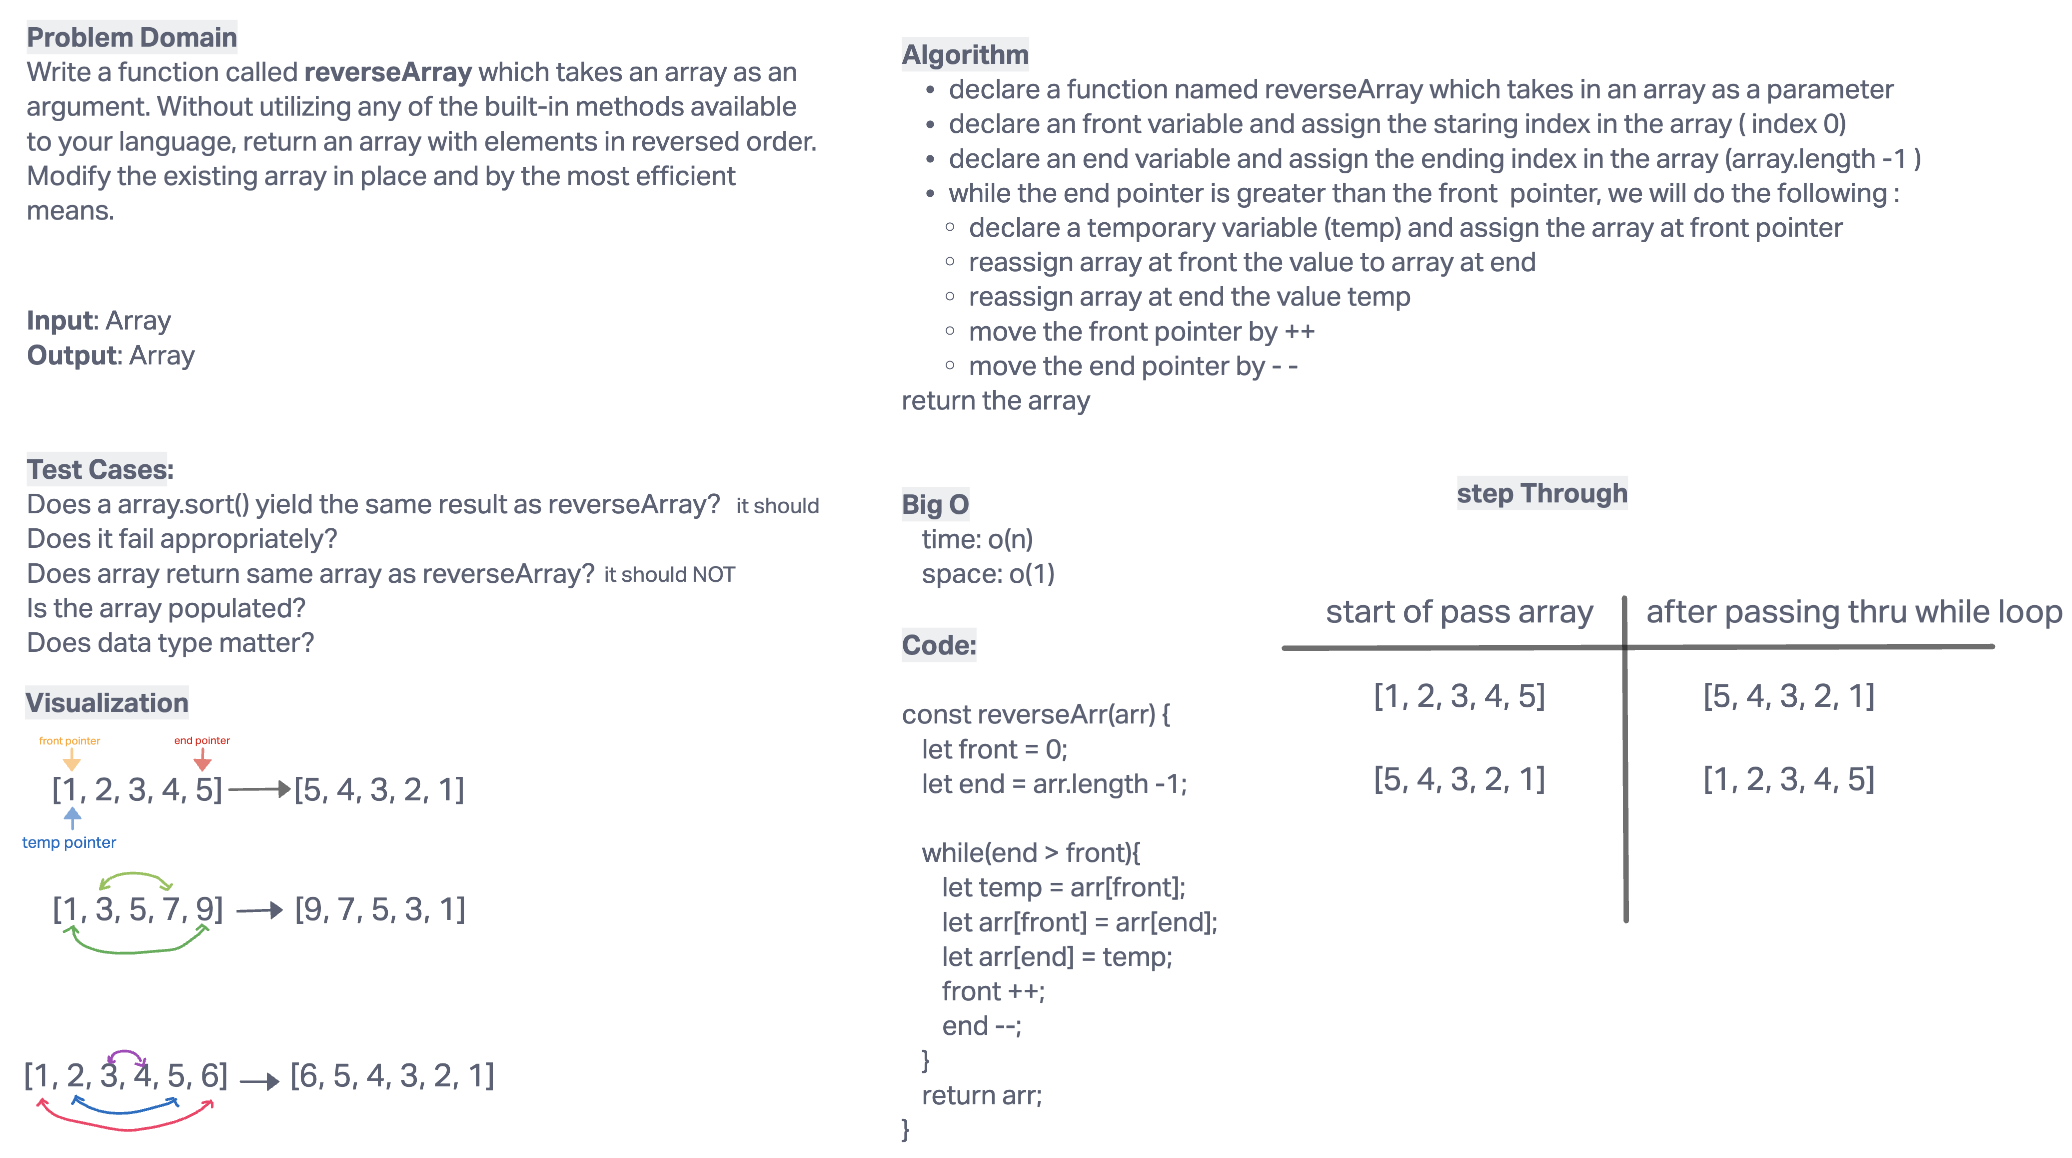 Problem Domain
Write a function called reverseArray which takes an array as an
argument. Without utilizing any of the built-in methods available
to your language, return an array with elements in reversed order.
Modify the existing array in place and by the most efficient
means.
Input: Array
Output: Array
Test Cases:
Does a array.sort() yield the same result as reverseArray? it should
Does it fail appropriately?
Does array return same array as reverseArray? it should NOT
Is the array populated?
Does data type matter?
Visualization
front pointer end pointer
[1, 2, 3, 4, 5] [5, 4, 3, 2, 1]
temp pointer
[1, 3, 5, 7, 9] [9, 7, 5, 3, 1]
[1, 2, 3, 4, 5, 6] [6, 5, 4, 3, 2, 1]
Algorithm
• declare a function named reverseArray which takes in an array as a parameter
• declare an front variable and assign the staring index in the array ( index 0)
• declare an end variable and assign the ending index in the array (array.length -1 )
• while the end pointer is greater than the front  pointer, we will do the following :
◦ declare a temporary variable (temp) and assign the array at front pointer
◦ reassign array at front the value to array at end
◦ reassign array at end the value temp
◦ move the front pointer by ++
◦ move the end pointer by - -
return the array
Big O
time: o(n)
space: o(1)
Code:
const reverseArr(arr) {
let front = 0;
let end = arr.length -1;
while(end > front){
let temp = arr[front];
let arr[front] = arr[end];
let arr[end] = temp;
front ++;
end --;
}
return arr;
}
step Through
start of pass array after passing thru while loop
[1, 2, 3, 4, 5] [5, 4, 3, 2, 1]
[5, 4, 3, 2, 1] [1, 2, 3, 4, 5]